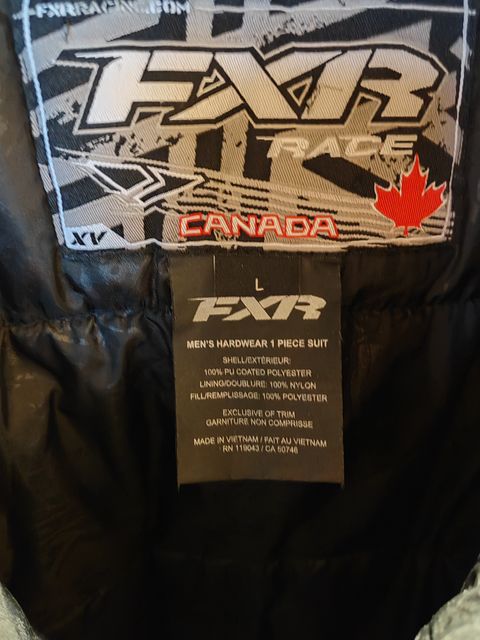 FXRRACING.COM
FXR
RACE
CANADA
XV
L
FXR
MEN'S HARDWEAR 1 PIECE SUIT
SHELL/EXTÉRIEUR:
100% PU COATED POLYESTER
LINING/DOUBLURE: 100% NYLON
FILL/REMPLISSAGE: 100% POLYESTER
EXCLUSIVE OF TRIM
GARNITURE NON COMPRISSE
MADE IN VIETNAM / FAIT AU VIETNAM
RN 119043 / CA 60746